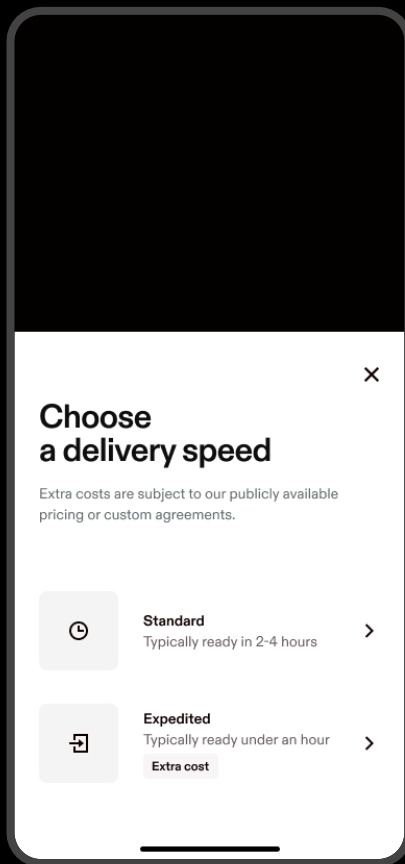 Choose
a delivery speed
Extra costs are subject to our publicly available
pricing or custom agreements.
Standard
Typically ready in 2-4 hours
Expedited
Typically ready under an hour
Extra cost